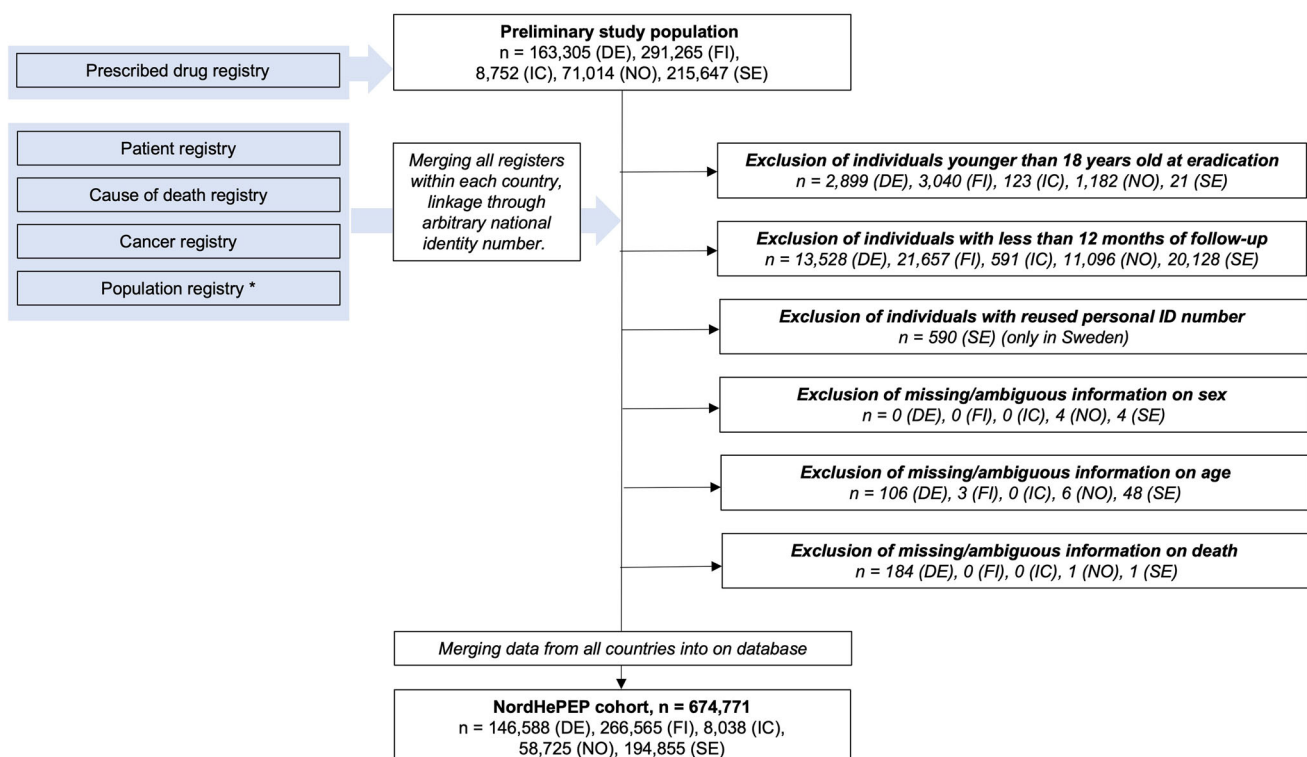 Preliminary study population
n = 163,305 (DE), 291,265 (FI),
8,752 (IC), 71,014 (NO), 215,647 (SE)
Prescribed drug registry
Patient registry
Cause of death registry
Cancer registry
Population registry *
Merging all registers
within each country,
linkage through
arbitrary national
identity number.
Exclusion of individuals younger than 18 years old at eradication
n = 2,899 (DE), 3,040 (FI), 123 (IC), 1,182 (NO), 21 (SE)
Exclusion of individuals with less than 12 months of follow-up
n = 13,528 (DE), 21,657 (FI), 591 (IC), 11,096 (NO), 20,128 (SE)
Exclusion of individuals with reused personal ID number
n = 590 (SE) (only in Sweden)
Exclusion of missing/ambiguous information on sex
n = 0 (DE), 0 (FI), 0 (IC), 4 (NO), 4 (SE)
Exclusion of missing/ambiguous information on age
n = 106 (DE), 3 (FI), 0 (IC), 6 (NO), 48 (SE)
Exclusion of missing/ambiguous information on death
n = 184 (DE), 0 (FI), 0 (IC), 1 (NO), 1 (SE)
Merging data from all countries into on database
NordHePEP cohort, n = 674,771
n = 146,588 (DE), 266,565 (FI), 8,038 (IC),
58,725 (NO), 194,855 (SE)